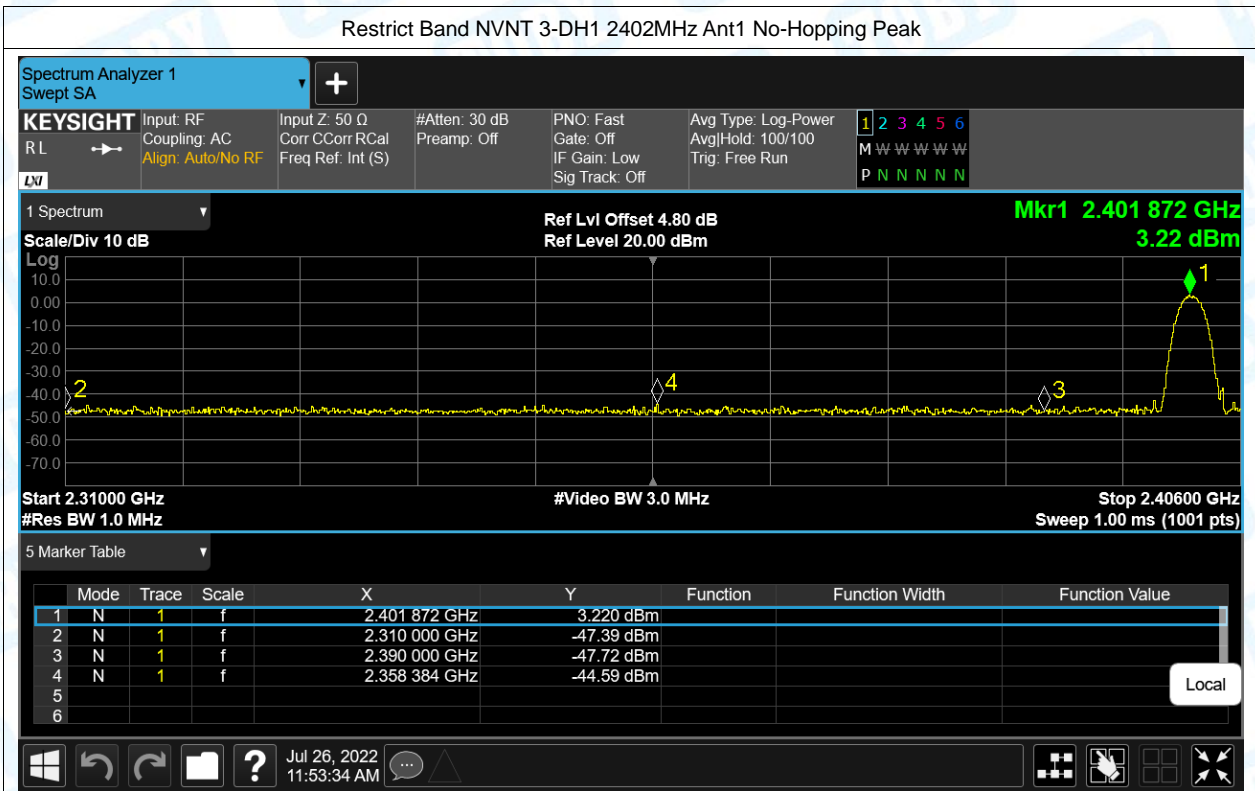 Restrict Band NVNT 3-DH1 2402MHz Ant1 No-Hopping Peak
Spectrum Analyzer 1
Swept SA
KEYSIGHT
RL
LXI
Input: RF
Coupling: AC
Align: Auto/No RF
Input Z: 50 Ω
Corr CCorr RCal
Freq Ref: Int (S)
#Atten: 30 dB
Preamp: Off
PNO: Fast
Gate: Off
IF Gain: Low
Sig Track: Off
Avg Type: Log-Power
Avg|Hold: 100/100
Trig: Free Run
1 2 3 4 5 6
M W W W W W
P N N N N N
1 Spectrum
Scale/Div 10 dB
Ref Lvl Offset 4.80 dB
Ref Level 20.00 dBm
Mkr1 2.401 872 GHz
3.22 dBm
Log
10.0
0.00
-10.0
-20.0
-30.0
-40.0
-50.0
-60.0
-70.0
2
4
3
1
Start 2.31000 GHz
#Res BW 1.0 MHz
#Video BW 3.0 MHz
Stop 2.40600 GHz
Sweep 1.00 ms (1001 pts)
5 Marker Table
Mode Trace Scale X Y Function Function Width Function Value
1 N 1 f 2.401 872 GHz 3.220 dBm
2 N 1 f 2.310 000 GHz -47.39 dBm
3 N 1 f 2.390 000 GHz -47.72 dBm
4 N 1 f 2.358 384 GHz -44.59 dBm
5
6
Local
?
Jul 26, 2022
11:53:34 AM